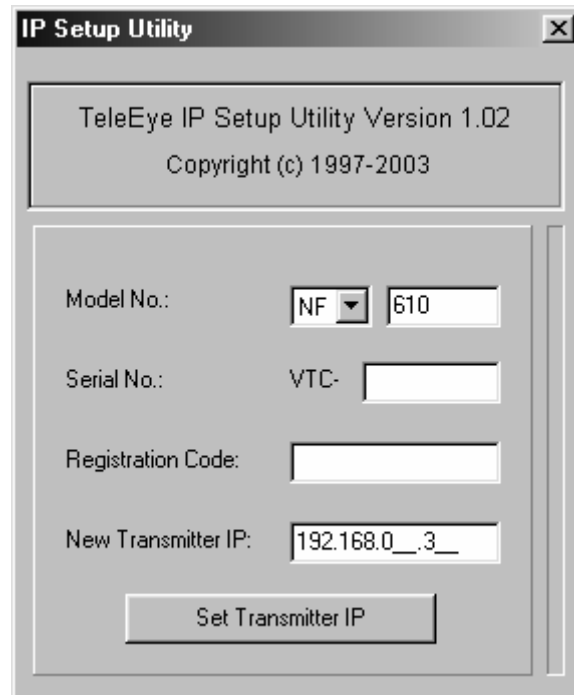 IP Setup Utility
TeleEye IP Setup Utility Version 1.02
Copyright (c) 1997-2003
Model No.: NF 610
Serial No.: VTC-
Registration Code:
New Transmitter IP: 192.168.0__.3__
Set Transmitter IP